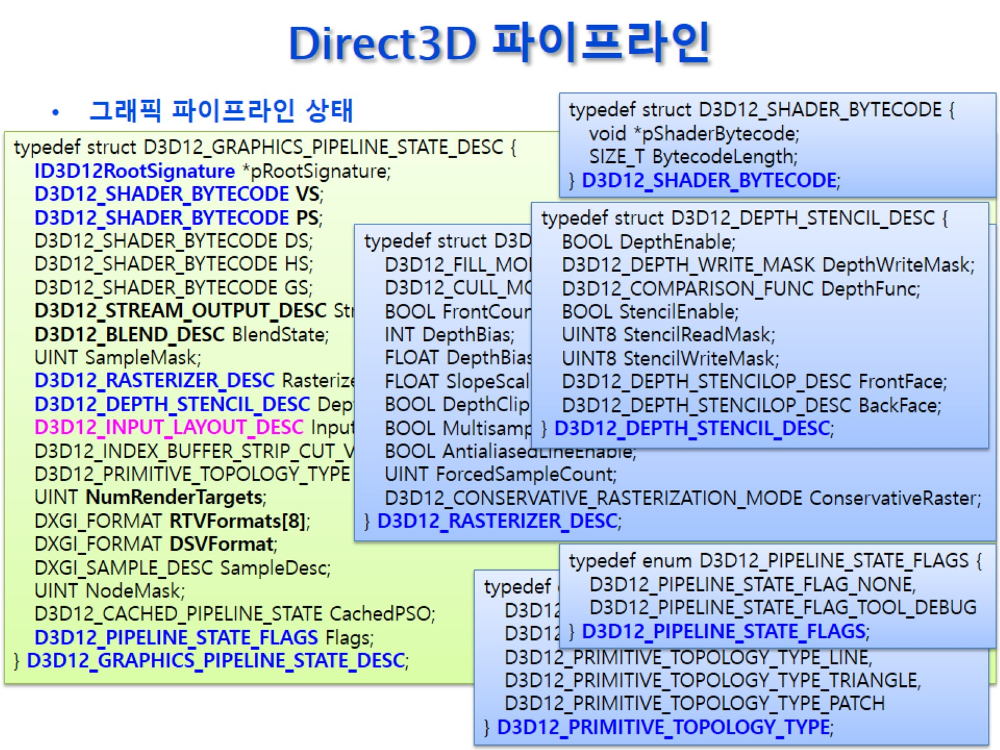 Direct3D 파이프라인
• 그래픽 파이프라인 상태
typedef struct D3D12_GRAPHICS_PIPELINE_STATE_DESC {
ID3D12RootSignature *pRootSignature;
D3D12_SHADER_BYTECODE VS;
D3D12_SHADER_BYTECODE PS;
D3D12_SHADER_BYTECODE DS;
D3D12_SHADER_BYTECODE HS;
D3D12_SHADER_BYTECODE GS;
D3D12_STREAM_OUTPUT_DESC
D3D12_BLEND_DESC BlendState;
UINT SampleMask;
D3D12_RASTERIZER_DESC
D3D12_DEPTH_STENCIL_DESC
D3D12_INPUT_LAYOUT_DESC
D3D12_INDEX_BUFFER_STRIP_CUT_V
D3D12_PRIMITIVE_TOPOLOGY_TYPE
UINT NumRenderTargets;
DXGI_FORMAT RTVFormats[8];
DXGI_FORMAT DSVFormat;
DXGI_SAMPLE_DESC SampleDesc;
UINT NodeMask;
D3D12_CACHED_PIPELINE_STATE CachedPSO;
D3D12_PIPELINE_STATE_FLAGS Flags;
} D3D12_GRAPHICS_PIPELINE_STATE_DESC;
typedef struct D3D12_SHADER_BYTECODE {
void *pShaderBytecode;
SIZE_T BytecodeLength;
} D3D12_SHADER_BYTECODE;
typedef struct D3D12_DEPTH_STENCIL_DESC {
BOOL DepthEnable;
D3D12_DEPTH_WRITE_MASK DepthWriteMask;
D3D12_COMPARISON_FUNC DepthFunc;
BOOL StencilEnable;
UINT8 StencilReadMask;
UINT8 StencilWriteMask;
D3D12_DEPTH_STENCILOP_DESC FrontFace;
D3D12_DEPTH_STENCILOP_DESC BackFace;
} D3D12_DEPTH_STENCIL_DESC;
typedef struct D3D
D3D12_FILL_MO
D3D12_CULL_MO
BOOL FrontCoun
INT DepthBias;
FLOAT DepthBias
FLOAT SlopeScal
BOOL DepthClip
BOOL Multisamp
BOOL AntialiasedLineEnable;
UINT ForcedSampleCount;
D3D12_CONSERVATIVE_RASTERIZATION_MODE ConservativeRaster;
} D3D12_RASTERIZER_DESC;
typedef enum D3D12_PIPELINE_STATE_FLAGS {
D3D12_PIPELINE_STATE_FLAG_NONE,
D3D12_PIPELINE_STATE_FLAG_TOOL_DEBUG
} D3D12_PIPELINE_STATE_FLAGS;
typedef
D3D12
D3D12
D3D12_PRIMITIVE_TOPOLOGY_TYPE_LINE,
D3D12_PRIMITIVE_TOPOLOGY_TYPE_TRIANGLE,
D3D12_PRIMITIVE_TOPOLOGY_TYPE_PATCH
} D3D12_PRIMITIVE_TOPOLOGY_TYPE;